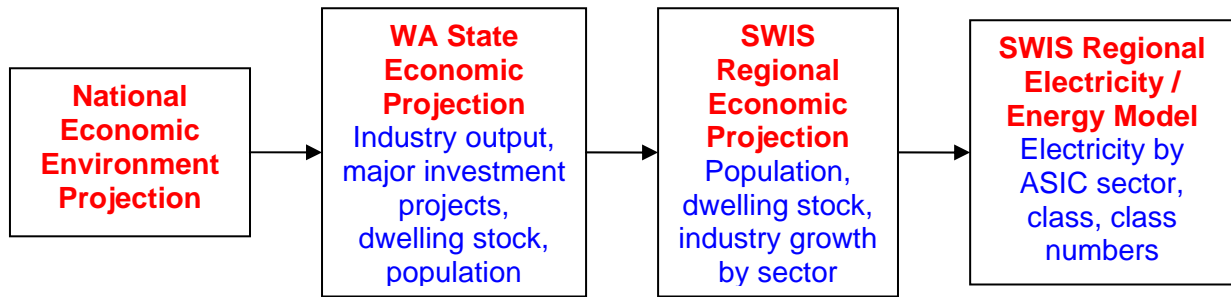 National
Economic
Environment
Projection
WA State
Economic
Projection
Industry output,
major investment
projects,
dwelling stock,
population
SWIS
Regional
Economic
Projection
Population,
dwelling stock,
industry growth
by sector
SWIS Regional
Electricity /
Energy Model
Electricity by
ASIC sector,
class, class
numbers